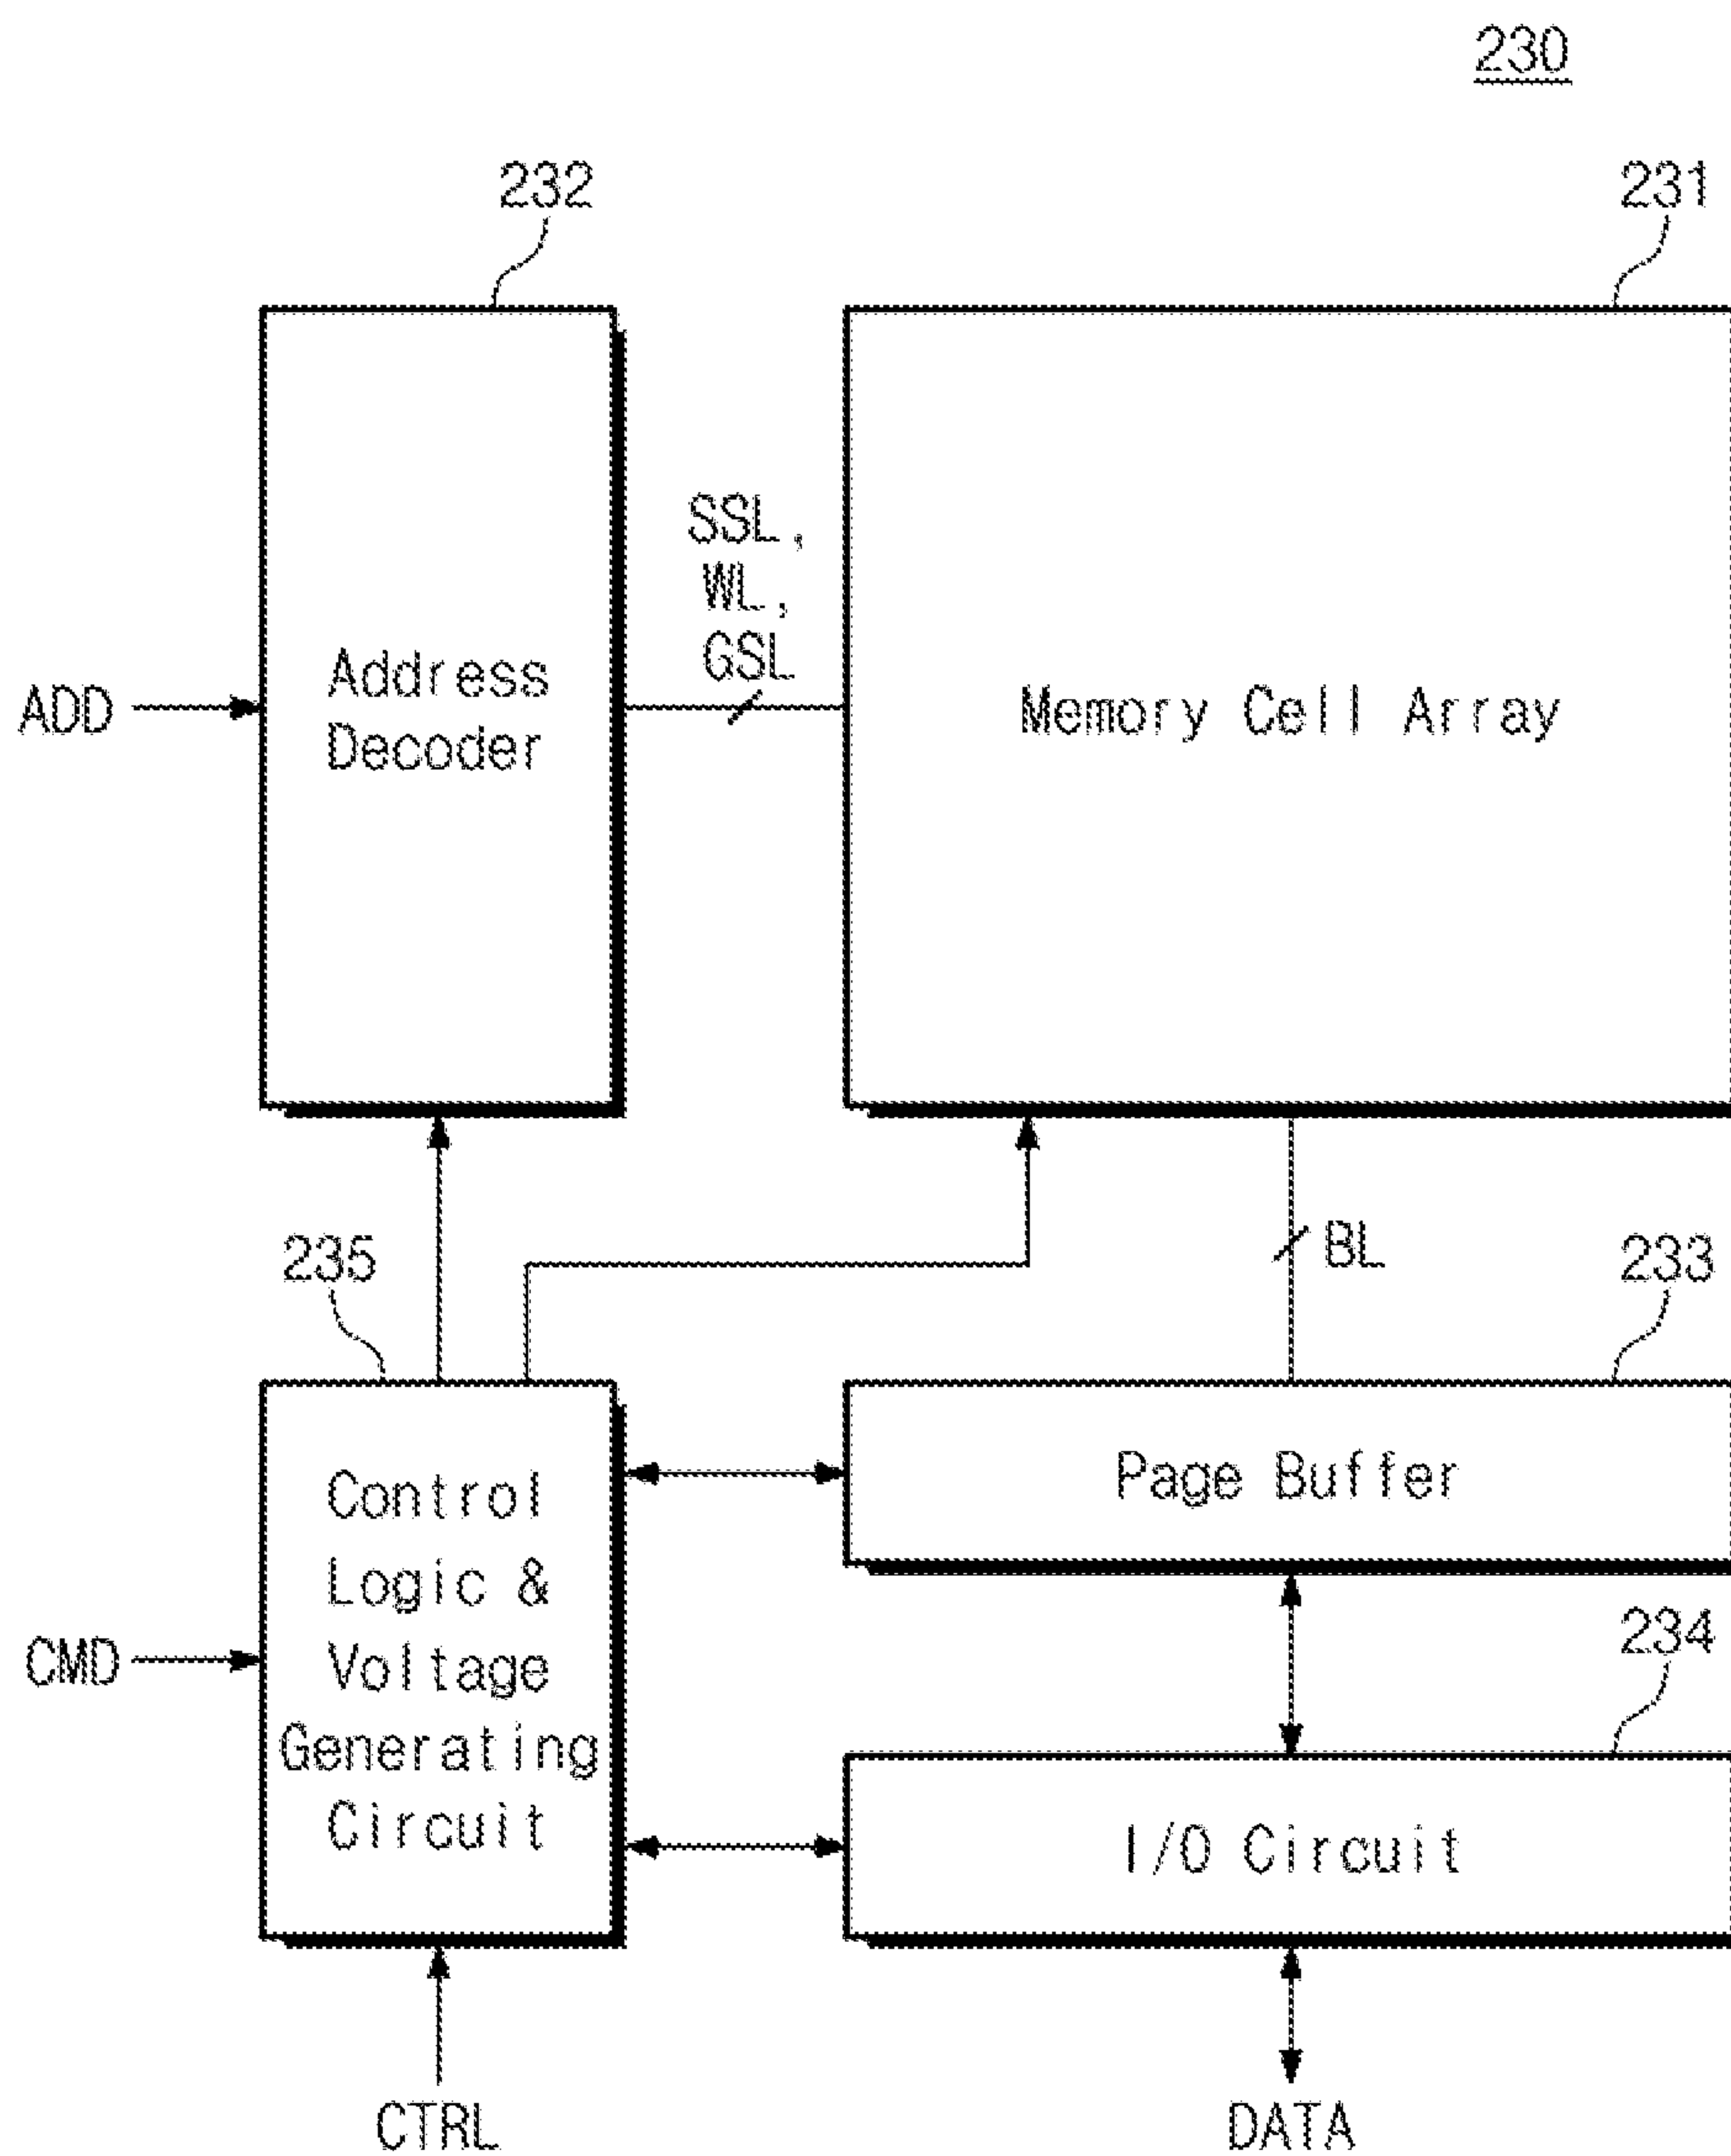 230
232
231
SSL,
WL,
GSL
Address
Decoder
ADD
Memory Cell Array
235
BL
233
Control
Logic &
Voltage
Generating
Circuit
Page Buffer
CMD
234
I/O Circuit
CTRL
DATA